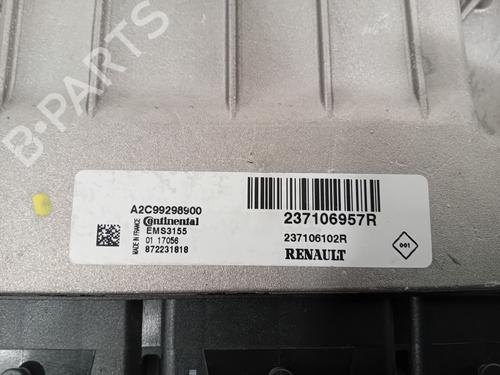 B-PARTS
A2C99298900
Continental
EMS3155
01 17056
872231818
MADE IN FRANCE
237106957R
237106102R
RENAULT
001